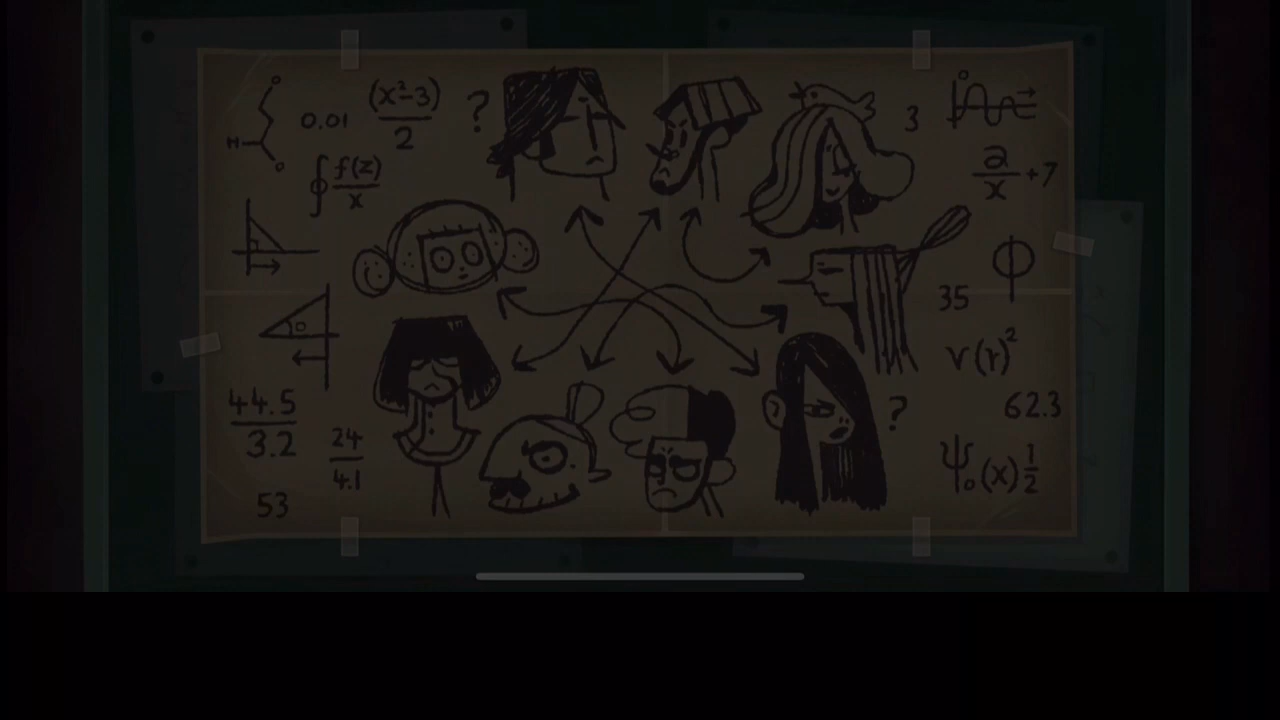 O
H
O
0.01
(x²-3)
2
?
∮ f(z)
x
3
a
x +7
Φ
35
v(r)²
62.3
Ψ₀(x) 1
2
44.5
3.2
24
4.1
53
?